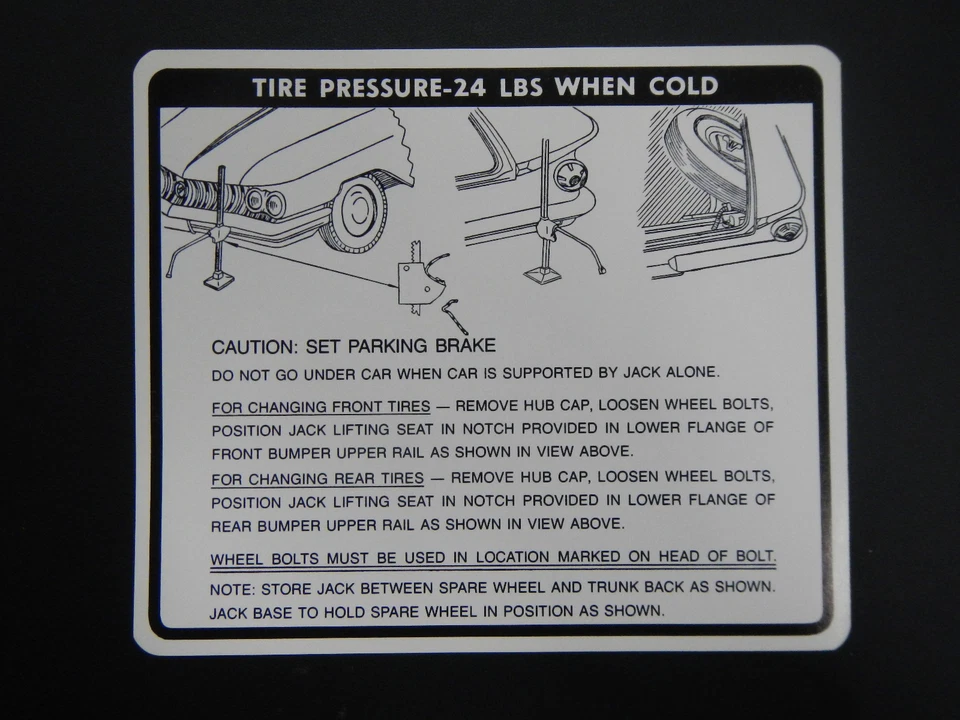 TIRE PRESSURE-24 LBS WHEN COLD
CAUTION: SET PARKING BRAKE
DO NOT GO UNDER CAR WHEN CAR IS SUPPORTED BY JACK ALONE.
FOR CHANGING FRONT TIRES — REMOVE HUB CAP, LOOSEN WHEEL BOLTS,
POSITION JACK LIFTING SEAT IN NOTCH PROVIDED IN LOWER FLANGE OF
FRONT BUMPER UPPER RAIL AS SHOWN IN VIEW ABOVE.
FOR CHANGING REAR TIRES — REMOVE HUB CAP, LOOSEN WHEEL BOLTS,
POSITION JACK LIFTING SEAT IN NOTCH PROVIDED IN LOWER FLANGE OF
REAR BUMPER UPPER RAIL AS SHOWN IN VIEW ABOVE.
WHEEL BOLTS MUST BE USED IN LOCATION MARKED ON HEAD OF BOLT.
NOTE: STORE JACK BETWEEN SPARE WHEEL AND TRUNK BACK AS SHOWN.
JACK BASE TO HOLD SPARE WHEEL IN POSITION AS SHOWN.